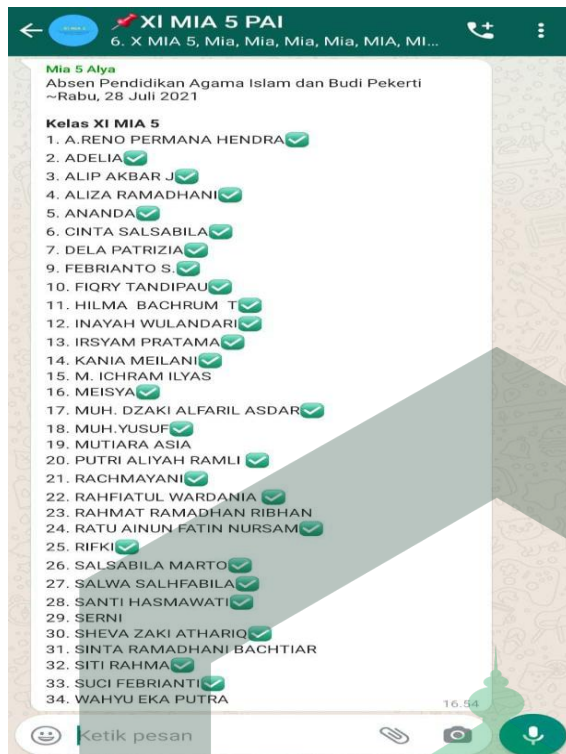 📌XI MIA 5 PAI
6. X MIA 5, Mia, Mia, Mia, Mia, MIA, MI...
Mia 5 Alya
Absen Pendidikan Agama Islam dan Budi Pekerti
~Rabu, 28 Juli 2021
Kelas XI MIA 5
1. A.RENO PERMANA HENDRA✅
2. ADELIA✅
3. ALIP AKBAR J✅
4. ALIZA RAMADHANI✅
5. ANANDA✅
6. CINTA SALSABILA✅
7. DELA PATRIZIA✅
9. FEBRIANTO S.✅
10. FIQRY TANDIPAU✅
11. HILMA BACHRUM T✅
12. INAYAH WULANDARI✅
13. IRSYAM PRATAMA✅
14. KANIA MEILANI✅
15. M. ICHRAM ILYAS
16. MEISYA✅
17. MUH. DZAKI ALFARIL ASDAR✅
18. MUH.YUSUF✅
19. MUTIARA ASIA
20. PUTRI ALIYAH RAMLI ✅
21. RACHMAYANI✅
22. RAHFIATUL WARDANIA ✅
23. RAHMAT RAMADHAN RIBHAN
24. RATU AINUN FATIN NURSAM✅
25. RIFKI✅
26. SALSABILA MARTO✅
27. SALWA SALHFABILA✅
28. SANTI HASMAWATI✅
29. SERNI
30. SHEVA ZAKI ATHARIQ✅
31. SINTA RAMADHANI BACHTIAR
32. SITI RAHMA✅
33. SUCI FEBRIANTI✅
34. WAHYU EKA PUTRA
16.54
Ketik pesan